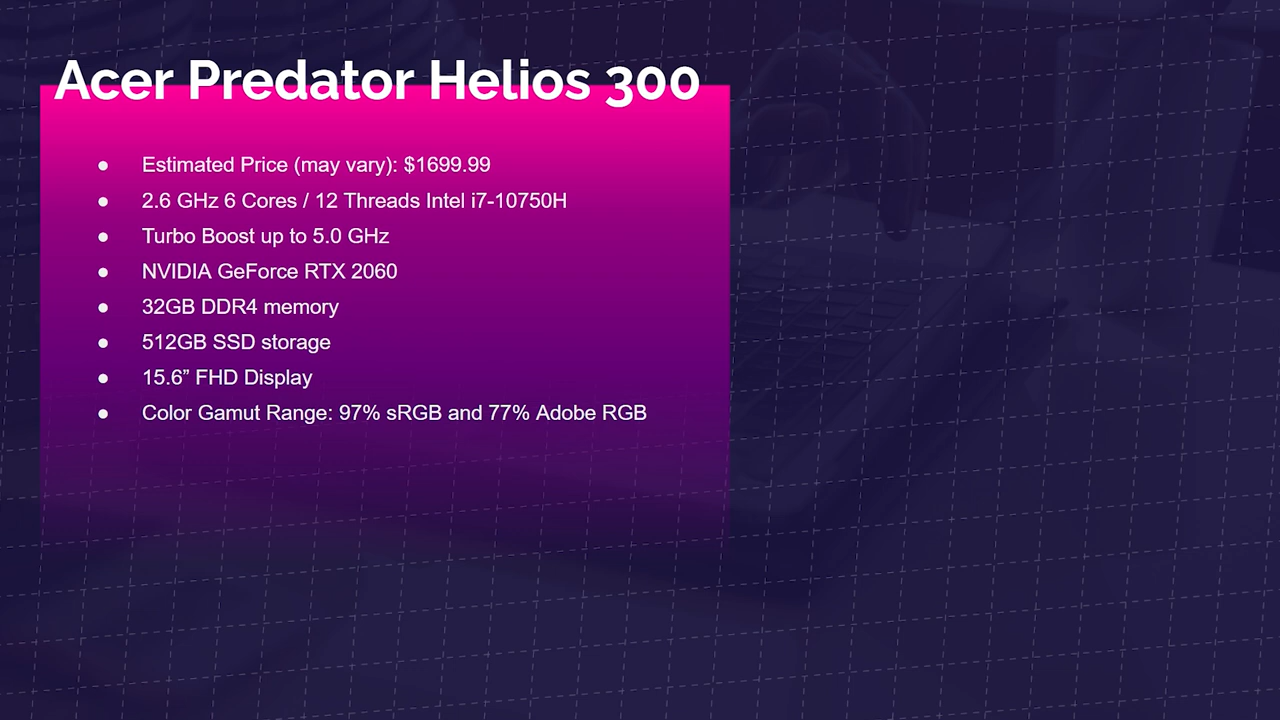 Acer Predator Helios 300
● Estimated Price (may vary): $1699.99
● 2.6 GHz 6 Cores / 12 Threads Intel i7-10750H
● Turbo Boost up to 5.0 GHz
● NVIDIA GeForce RTX 2060
● 32GB DDR4 memory
● 512GB SSD storage
● 15.6” FHD Display
● Color Gamut Range: 97% sRGB and 77% Adobe RGB